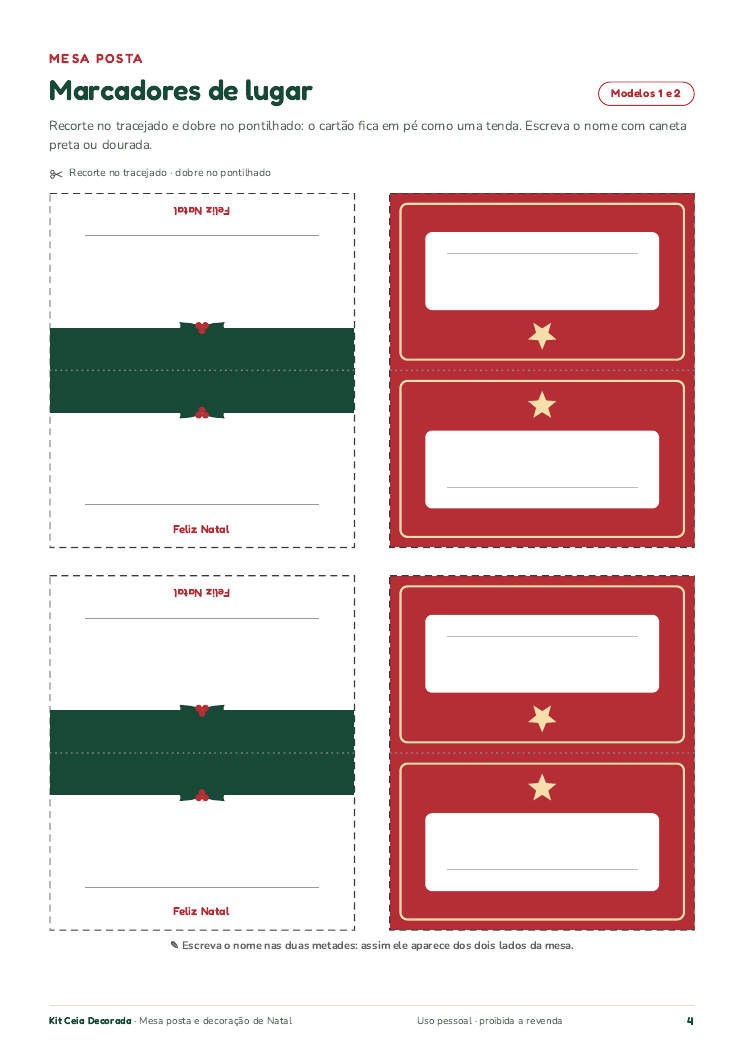 MESA POSTA
Marcadores de lugar
Modelos 1 e 2
Recorte no tracejado e dobre no pontilhado: o cartão fica em pé como uma tenda. Escreva o nome com caneta
preta ou dourada.
Recorte no tracejado · dobre no pontilhado
Feliz Natal
Feliz Natal
Feliz Natal
Feliz Natal
✎ Escreva o nome nas duas metades: assim ele aparece dos dois lados da mesa.
Kit Ceia Decorada · Mesa posta e decoração de Natal
Uso pessoal · proibida a revenda
4